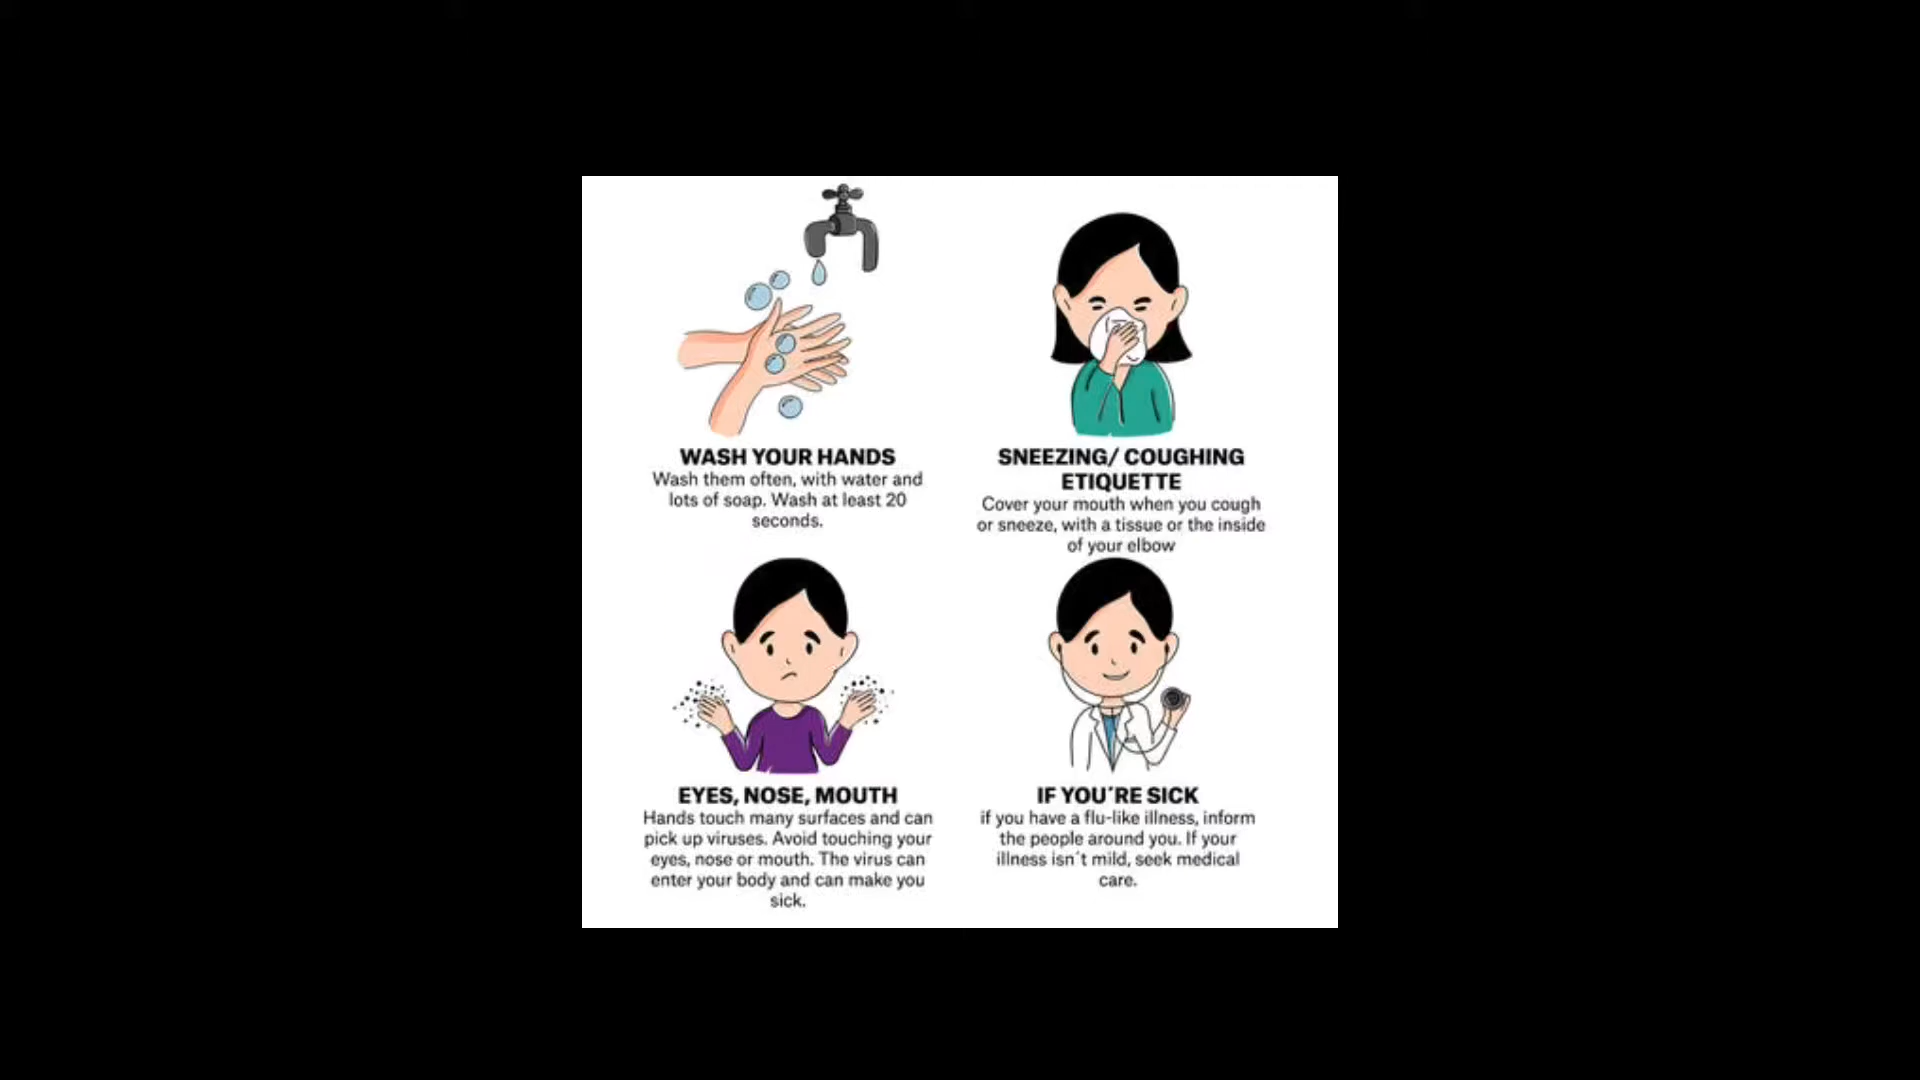 WASH YOUR HANDS
Wash them often, with water and
lots of soap. Wash at least 20
seconds.
SNEEZING/ COUGHING
ETIQUETTE
Cover your mouth when you cough
or sneeze, with a tissue or the inside
of your elbow
EYES, NOSE, MOUTH
Hands touch many surfaces and can
pick up viruses. Avoid touching your
eyes, nose or mouth. The virus can
enter your body and can make you
sick.
IF YOU´RE SICK
if you have a flu-like illness, inform
the people around you. If your
illness isn´t mild, seek medical
care.